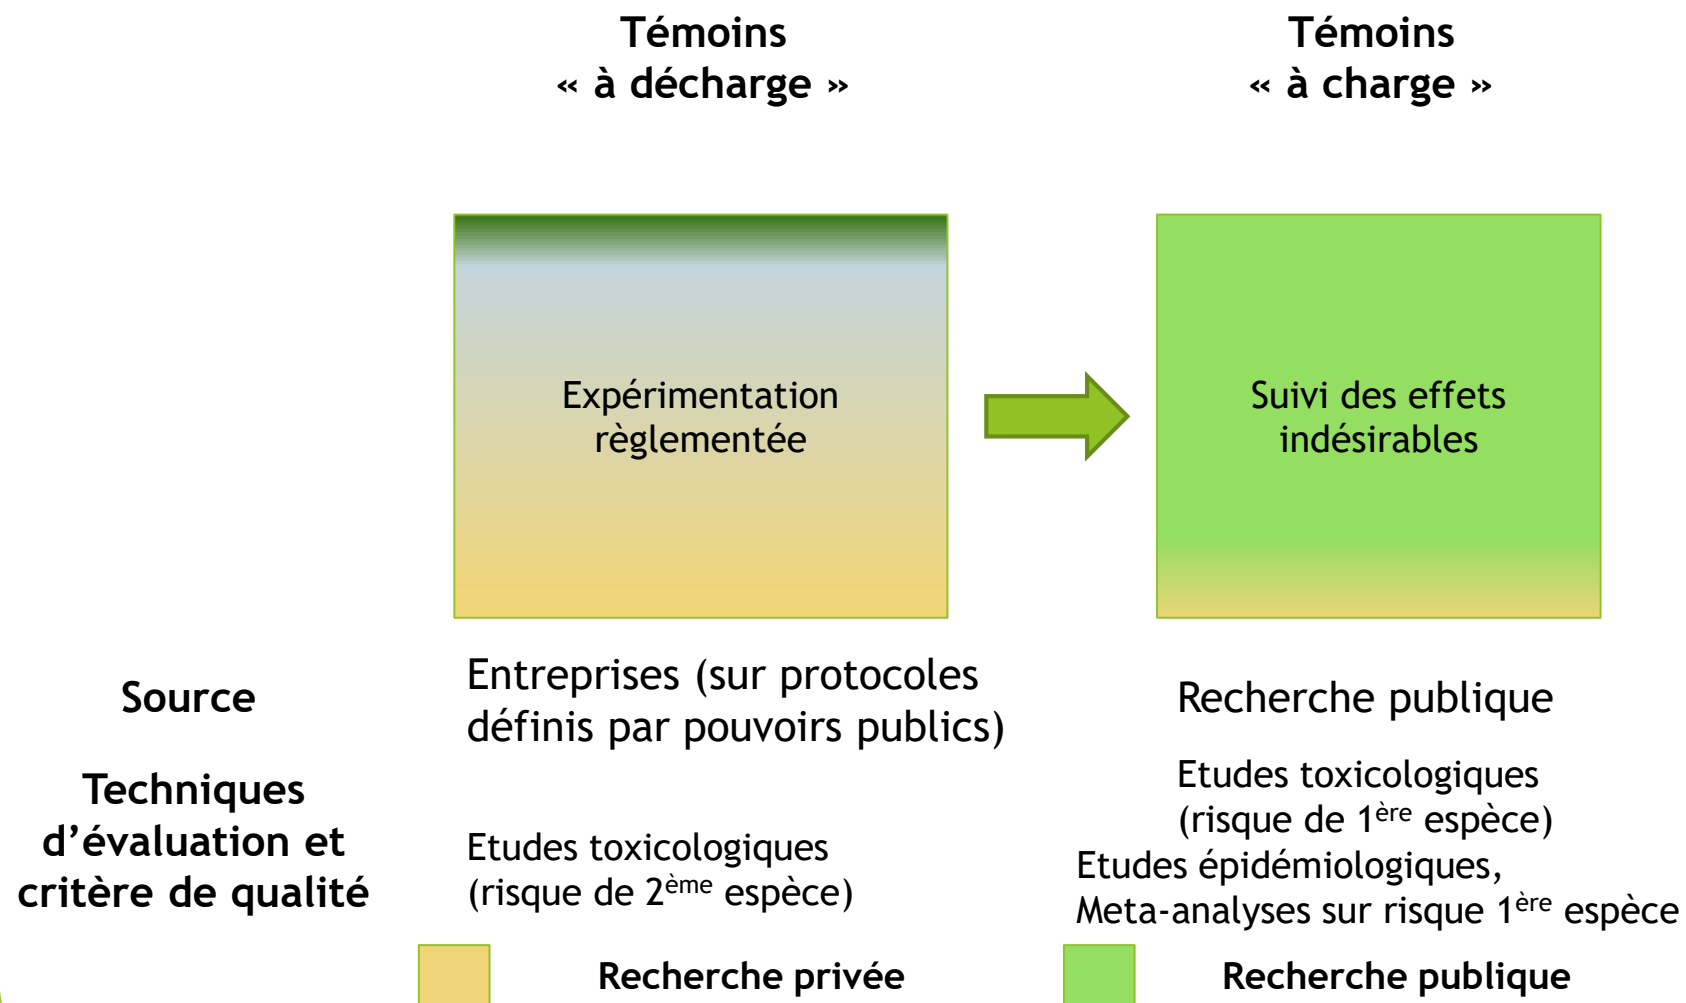 Témoins
« à décharge »
Témoins
« à charge »
Expérimentation
règlementée
Suivi des effets
indésirables
Source
Entreprises (sur protocoles
définis par pouvoirs publics)
Recherche publique
Techniques
d’évaluation et
critère de qualité
Etudes toxicologiques
(risque de 2ème espèce)
Etudes toxicologiques
(risque de 1ère espèce)
Etudes épidémiologiques,
Meta-analyses sur risque 1ère espèce
Recherche privée
Recherche publique